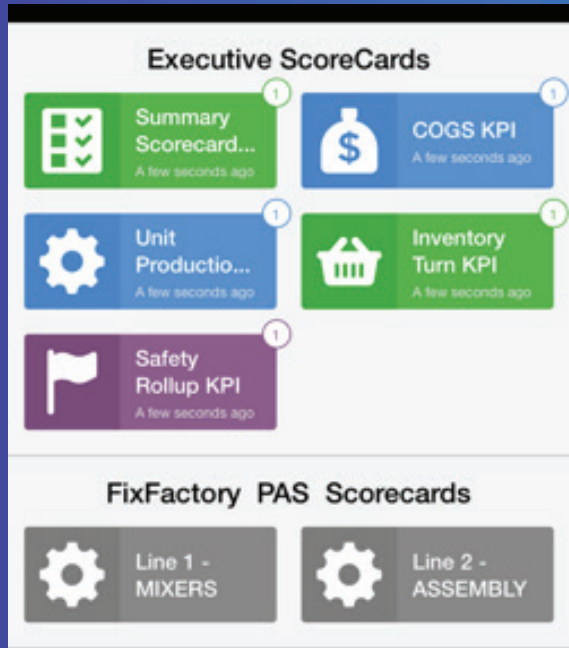 Executive ScoreCards
1
Summary
Scorecard...
A few seconds ago
1
COGS KPI
A few seconds ago
1
Unit
Productio...
A few seconds ago
1
Inventory
Turn KPI
A few seconds ago
1
Safety
Rollup KPI
A few seconds ago
FixFactory PAS Scorecards
Line 1 -
MIXERS
Line 2 -
ASSEMBLY